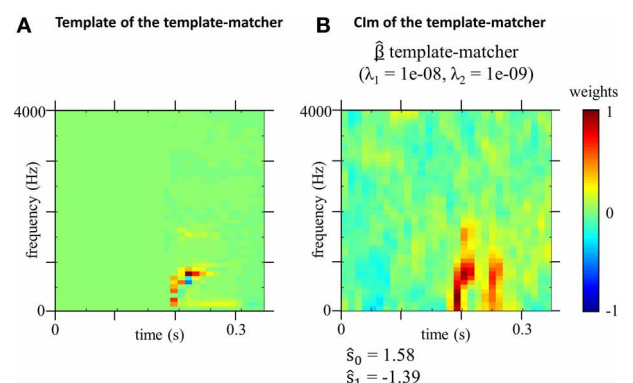 A Template of the template-matcher
B CIm of the template-matcher
β̂ template-matcher
(λ₁ = 1e-08, λ₂ = 1e-09)
weights
4000
frequency (Hz)
0
0
0.3
time (s)
4000
frequency (Hz)
0
0
0.3
time (s)
1
0
-1
ŝ₀ = 1.58
ŝ₁ = -1.39